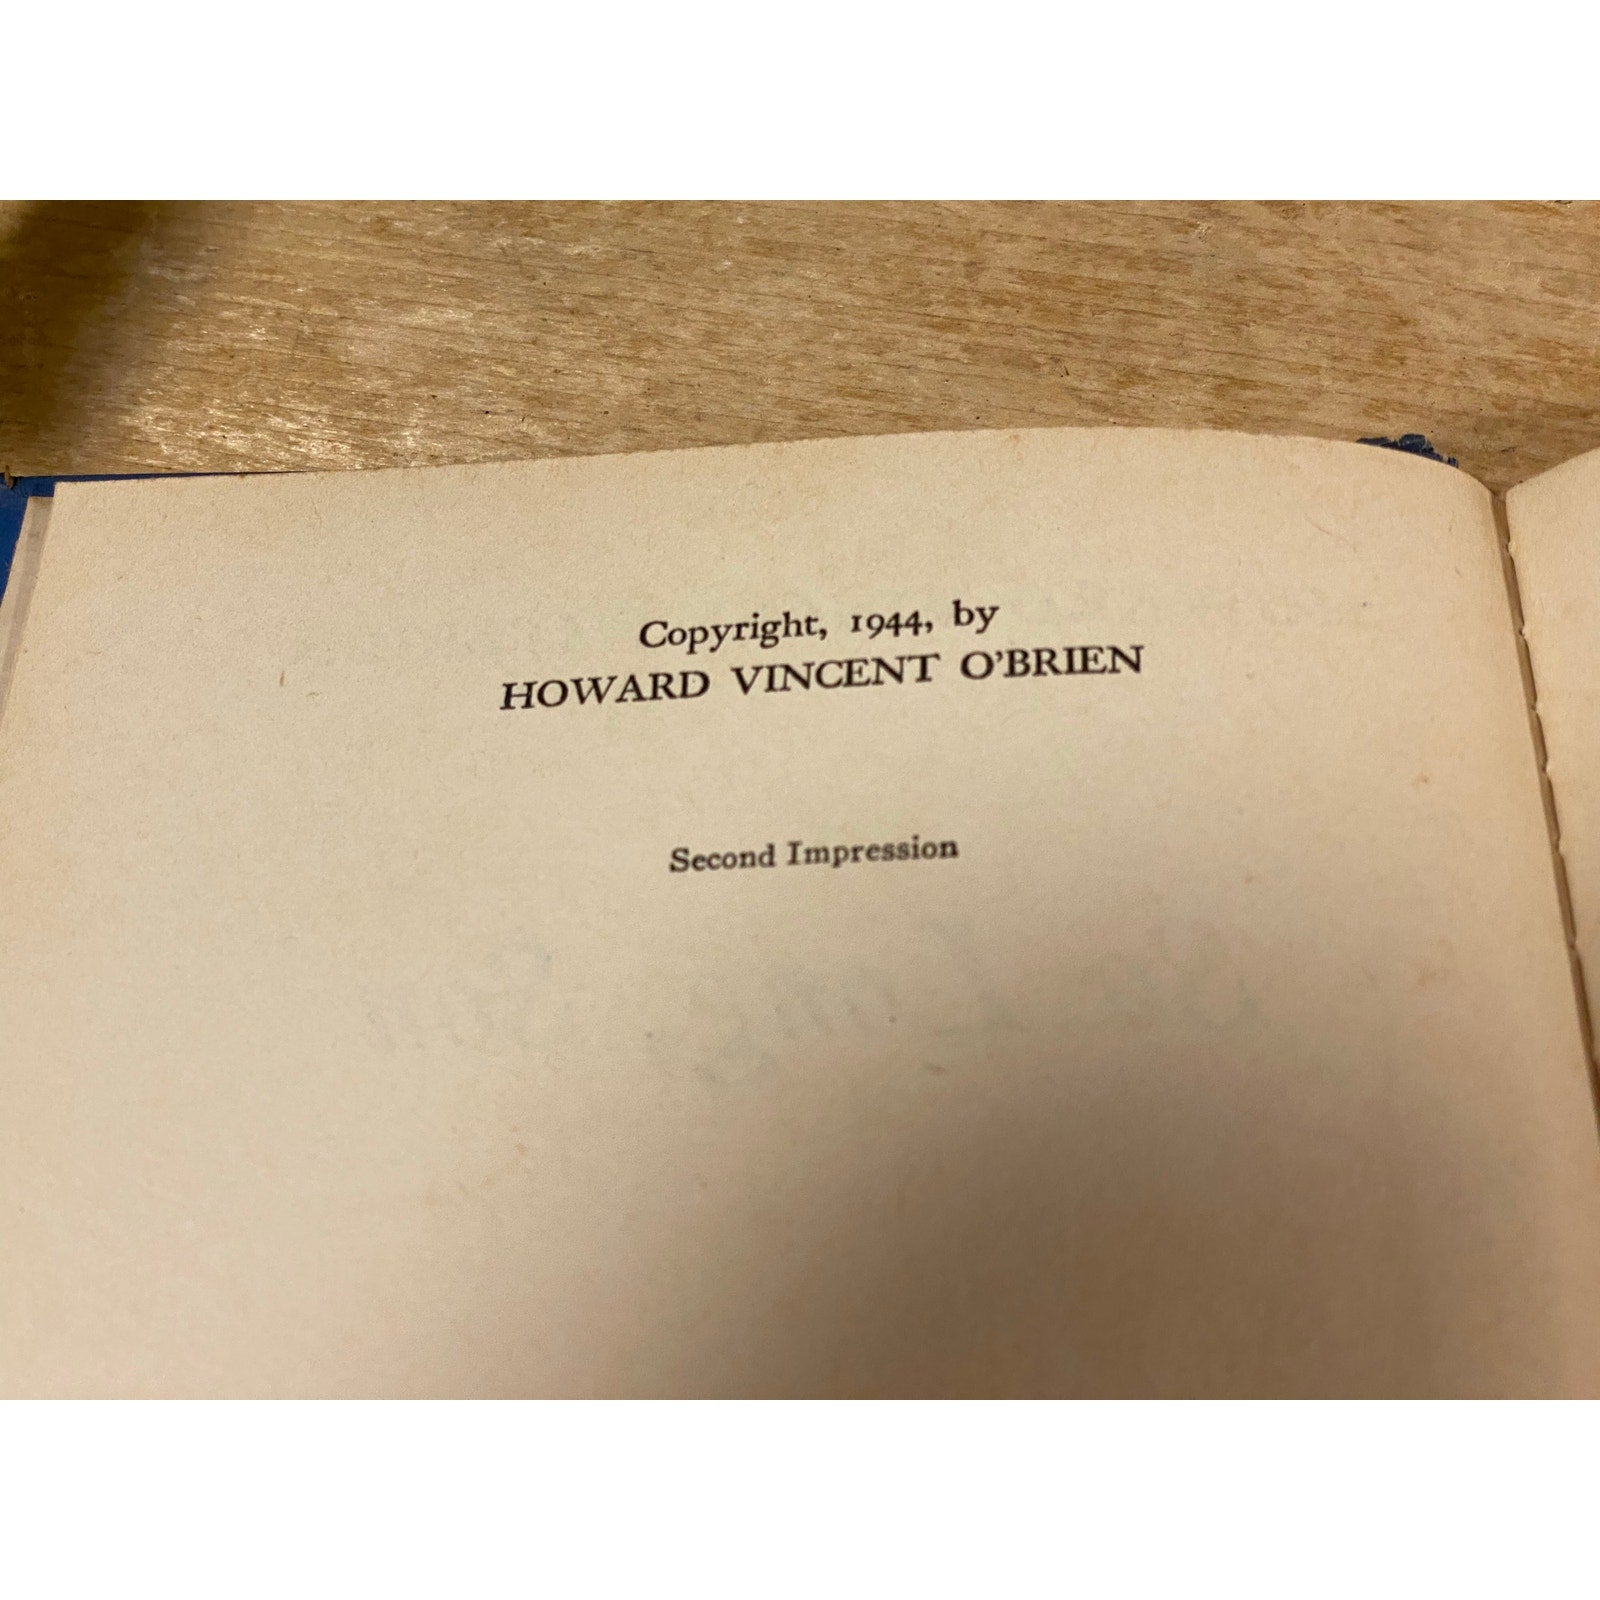 Copyright, 1944, by
HOWARD VINCENT O'BRIEN
Second Impression